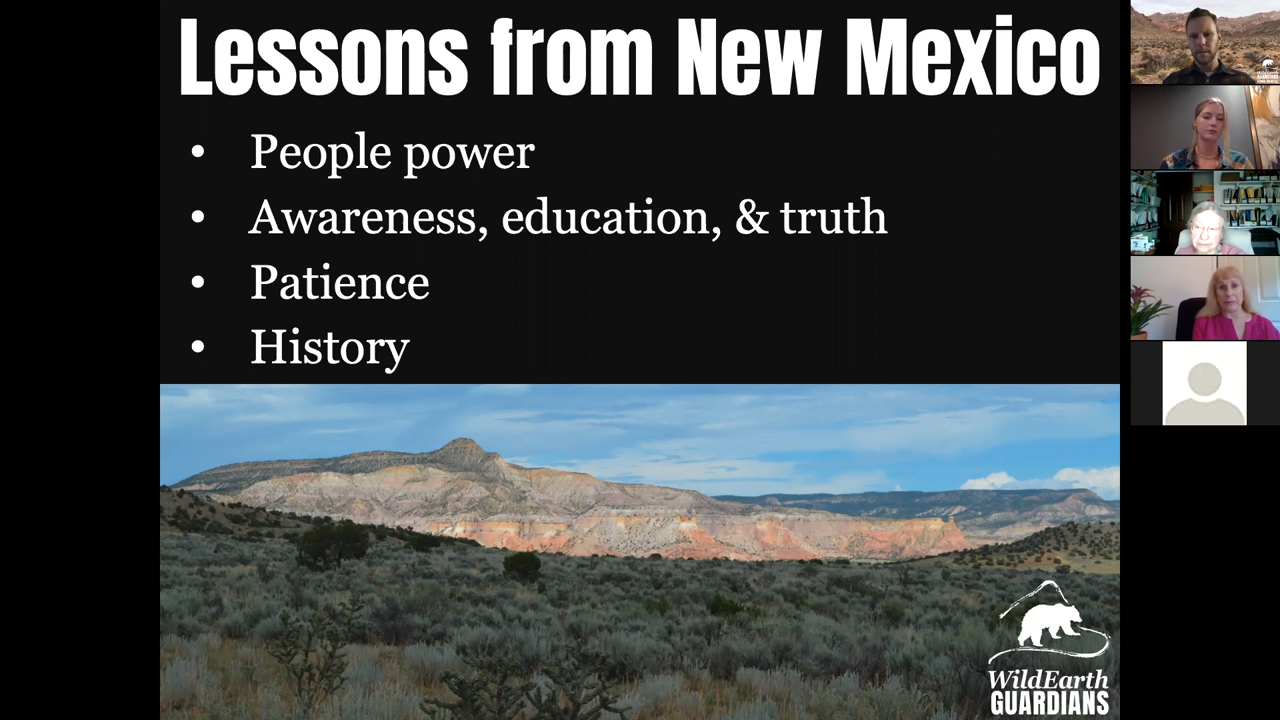 Lessons from New Mexico
• People power
• Awareness, education, & truth
• Patience
• History
WildEarth
GUARDIANS